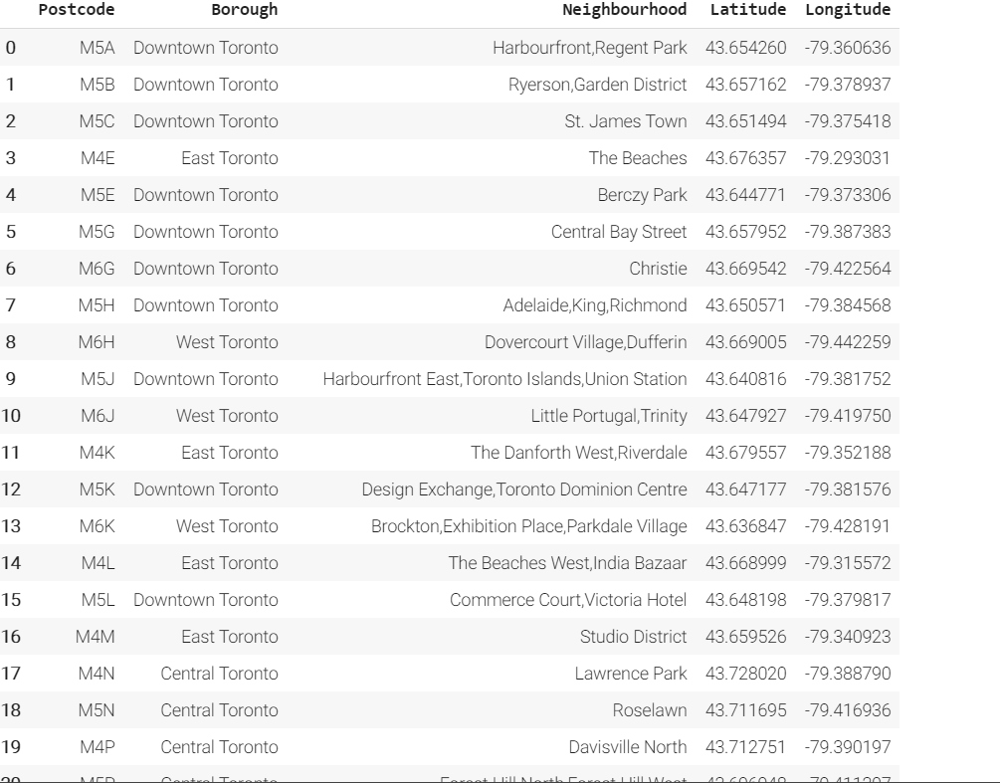 Postcode Borough Neighbourhood Latitude Longitude
0 M5A Downtown Toronto Harbourfront,Regent Park 43.654260 -79.360636
1 M5B Downtown Toronto Ryerson,Garden District 43.657162 -79.378937
2 M5C Downtown Toronto St. James Town 43.651494 -79.375418
3 M4E East Toronto The Beaches 43.676357 -79.293031
4 M5E Downtown Toronto Berczy Park 43.644771 -79.373306
5 M5G Downtown Toronto Central Bay Street 43.657952 -79.387383
6 M6G Downtown Toronto Christie 43.669542 -79.422564
7 M5H Downtown Toronto Adelaide,King,Richmond 43.650571 -79.384568
8 M6H West Toronto Dovercourt Village,Dufferin 43.669005 -79.442259
9 M5J Downtown Toronto Harbourfront East,Toronto Islands,Union Station 43.640816 -79.381752
10 M6J West Toronto Little Portugal,Trinity 43.647927 -79.419750
11 M4K East Toronto The Danforth West,Riverdale 43.679557 -79.352188
12 M5K Downtown Toronto Design Exchange,Toronto Dominion Centre 43.647177 -79.381576
13 M6K West Toronto Brockton,Exhibition Place,Parkdale Village 43.636847 -79.428191
14 M4L East Toronto The Beaches West,India Bazaar 43.668999 -79.315572
15 M5L Downtown Toronto Commerce Court,Victoria Hotel 43.648198 -79.379817
16 M4M East Toronto Studio District 43.659526 -79.340923
17 M4N Central Toronto Lawrence Park 43.728020 -79.388790
18 M5N Central Toronto Roselawn 43.711695 -79.416936
19 M4P Central Toronto Davisville North 43.712751 -79.390197